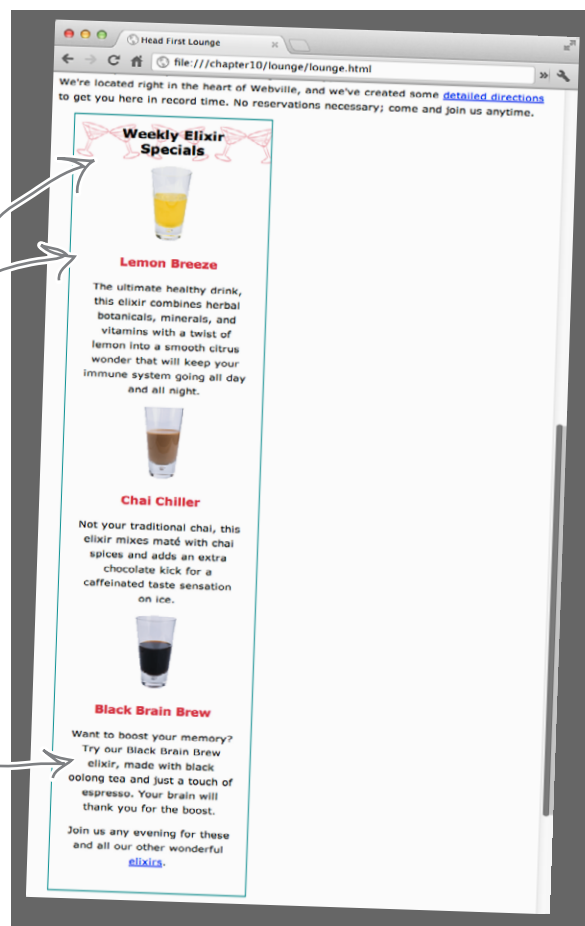 Head First Lounge
file:///chapter10/lounge/lounge.html
We're located right in the heart of Webville, and we've created some detailed directions
to get you here in record time. No reservations necessary; come and join us anytime.
Weekly Elixir
Specials
Lemon Breeze
The ultimate healthy drink,
this elixir combines herbal
botanicals, minerals, and
vitamins with a twist of
lemon into a smooth citrus
wonder that will keep your
immune system going all day
and all night.
Chai Chiller
Not your traditional chai, this
elixir mixes maté with chai
spices and adds an extra
chocolate kick for a
caffeinated taste sensation
on ice.
Black Brain Brew
Want to boost your memory?
Try our Black Brain Brew
elixir, made with black
oolong tea and just a touch of
espresso. Your brain will
thank you for the boost.
Join us any evening for these
and all our other wonderful
elixirs.